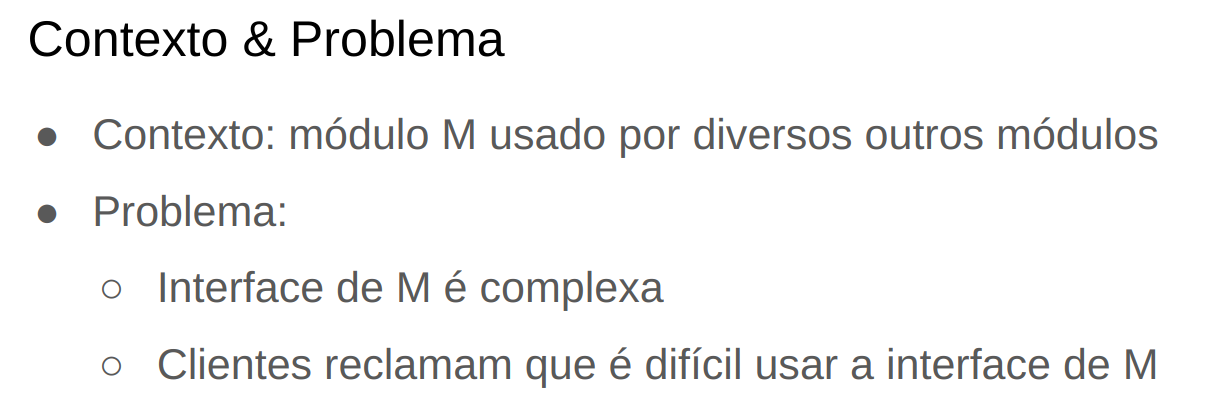 Contexto & Problema
● Contexto: módulo M usado por diversos outros módulos
● Problema:
○ Interface de M é complexa
○ Clientes reclamam que é difícil usar a interface de M